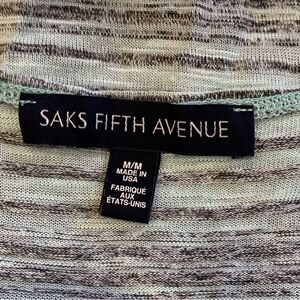 SAKS FIFTH AVENUE
M/M
MADE IN
USA
FABRIQUÉ
AUX
ÉTATS-UNIS